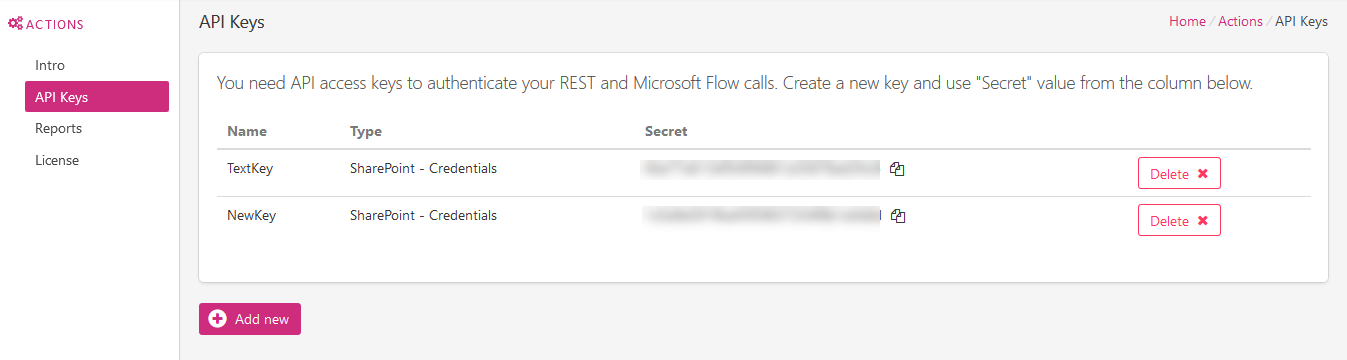 ACTIONS
Intro
API Keys
Reports
License
API Keys
Home / Actions / API Keys
You need API access keys to authenticate your REST and Microsoft Flow calls. Create a new key and use "Secret" value from the column below.
Name Type Secret
TextKey SharePoint - Credentials Delete
NewKey SharePoint - Credentials Delete
Add new